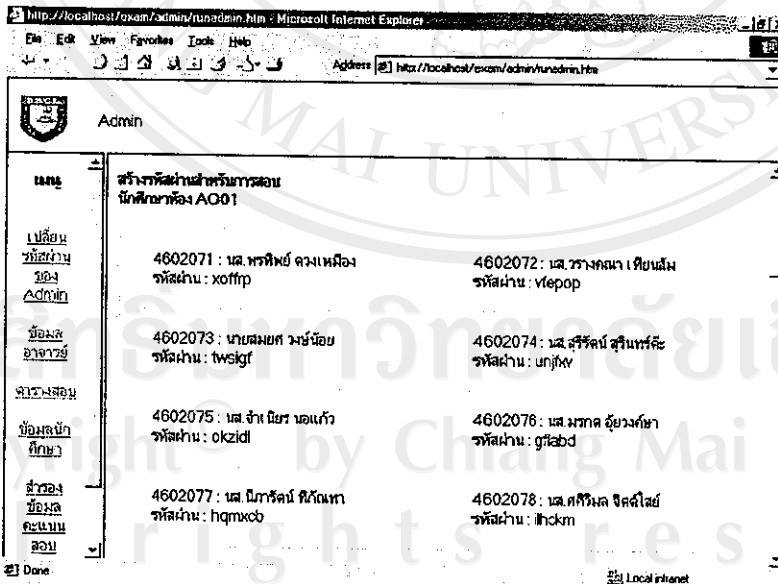 http://localhost/exam/admin/runadmin.htm - Microsoft Internet Explorer
File Edit View Favorites Tools Help
Address http://localhost/exam/admin/runadmin.htm
Admin
เมนู
เปลี่ยน
รหัสผ่าน
ของ
Admin
ข้อมูล
อาจารย์
ตารางสอบ
ข้อมูลนัก
ศึกษา
สำรอง
ข้อมูล
คะแนน
สอบ
สร้างรหัสผ่านสำหรับการสอบ
นักศึกษาห้อง AO01
4602071 : นส.พรทิพย์ ดวงเหมือง
รหัสผ่าน : xoffrp
4602072 : นส.วรางคณา เทียนส้ม
รหัสผ่าน : vfepop
4602073 : นายสมยศ วงษ์น้อย
รหัสผ่าน : twsigf
4602074 : นส.สุรีรัตน์ สุรินทร์ต๊ะ
รหัสผ่าน : unjfxv
4602075 : นส.จำเนียร นอแก้ว
รหัสผ่าน : okzidl
4602076 : นส.มรกต อุ้ยวงค์ษา
รหัสผ่าน : gflabd
4602077 : นส.นิภารัตน์ ทิกัณฑา
รหัสผ่าน : hqmxcb
4602078 : นส.ศศิวิมล จิตต์ใสย์
รหัสผ่าน : ilhckm
Done
Local intranet
MAI UNIVERS
by Chiang Mai
rights res